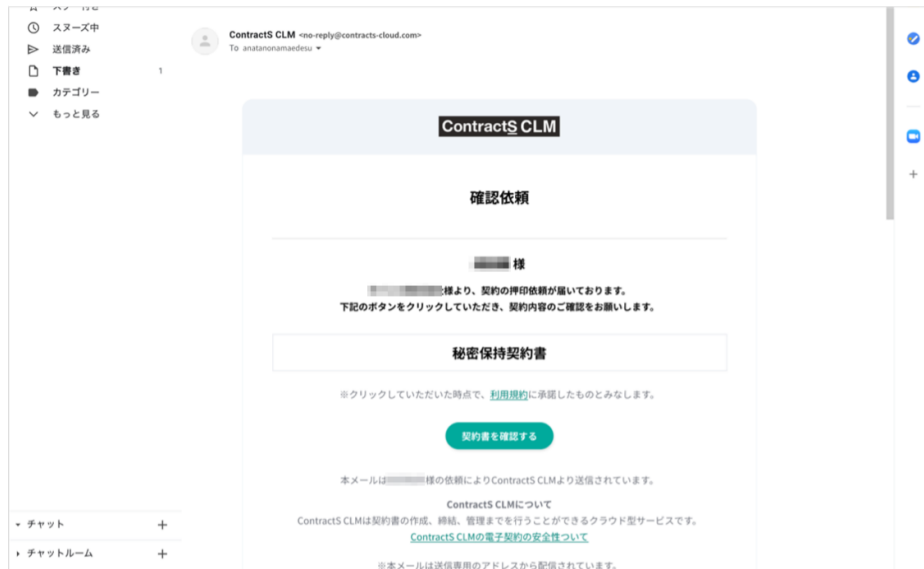 スヌーズ中
送信済み
下書き 1
カテゴリー
もっと見る
チャット
チャットルーム
ContractS CLM <no-reply@contracts-cloud.com>
To anatanonamaedesu
ContractS CLM
確認依頼
様
様より、契約の押印依頼が届いております。
下記のボタンをクリックしていただき、契約内容のご確認をお願いします。
秘密保持契約書
※クリックしていただいた時点で、利用規約に承諾したものとみなします。
契約書を確認する
本メールは 様の依頼によりContractS CLMより送信されています。
ContractS CLMについて
ContractS CLMは契約書の作成、締結、管理までを行うことができるクラウド型サービスです。
ContractS CLMの電子契約の安全性ついて
※本メールは送信専用のアドレスから配信されています。